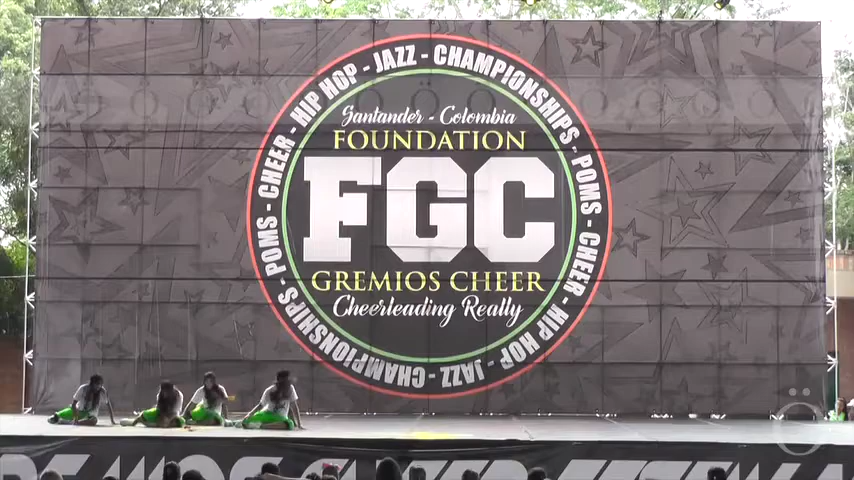 HIP HOP - JAZZ - CHAMPIONSHIPS - POMS - CHEER - HIP HOP - JAZZ - CHAMPIONSHIPS - POMS - CHEER -
Santander - Colombia
FOUNDATION
FGC
GREMIOS CHEER
Cheerleading Really
Ö